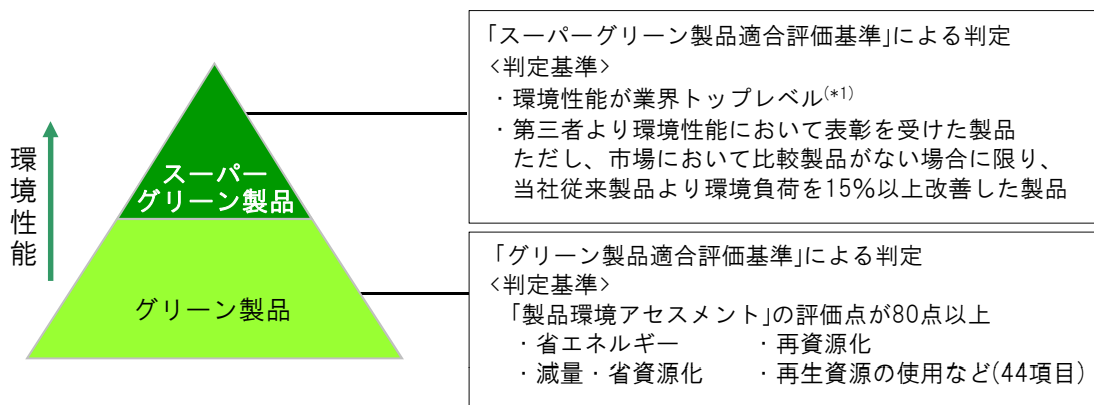 環境性能
スーパー
グリーン製品
グリーン製品
「スーパーグリーン製品適合評価基準」による判定
<判定基準>
・環境性能が業界トップレベル(*1)
・第三者より環境性能において表彰を受けた製品
ただし、市場において比較製品がない場合に限り、
当社従来製品より環境負荷を15%以上改善した製品
「グリーン製品適合評価基準」による判定
<判定基準>
「製品環境アセスメント」の評価点が80点以上
・省エネルギー ・再資源化
・減量・省資源化 ・再生資源の使用など(44項目)